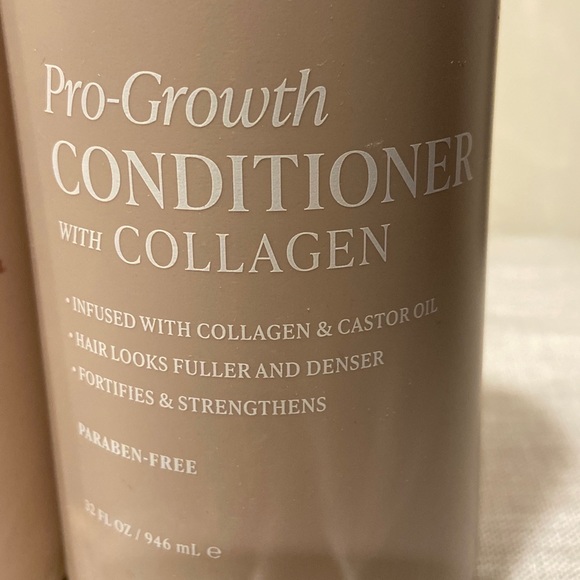 Pro-Growth
CONDITIONER
WITH COLLAGEN
• INFUSED WITH COLLAGEN & CASTOR OIL
• HAIR LOOKS FULLER AND DENSER
• FORTIFIES & STRENGTHENS
PARABEN-FREE
32 FL OZ / 946 mL ℮